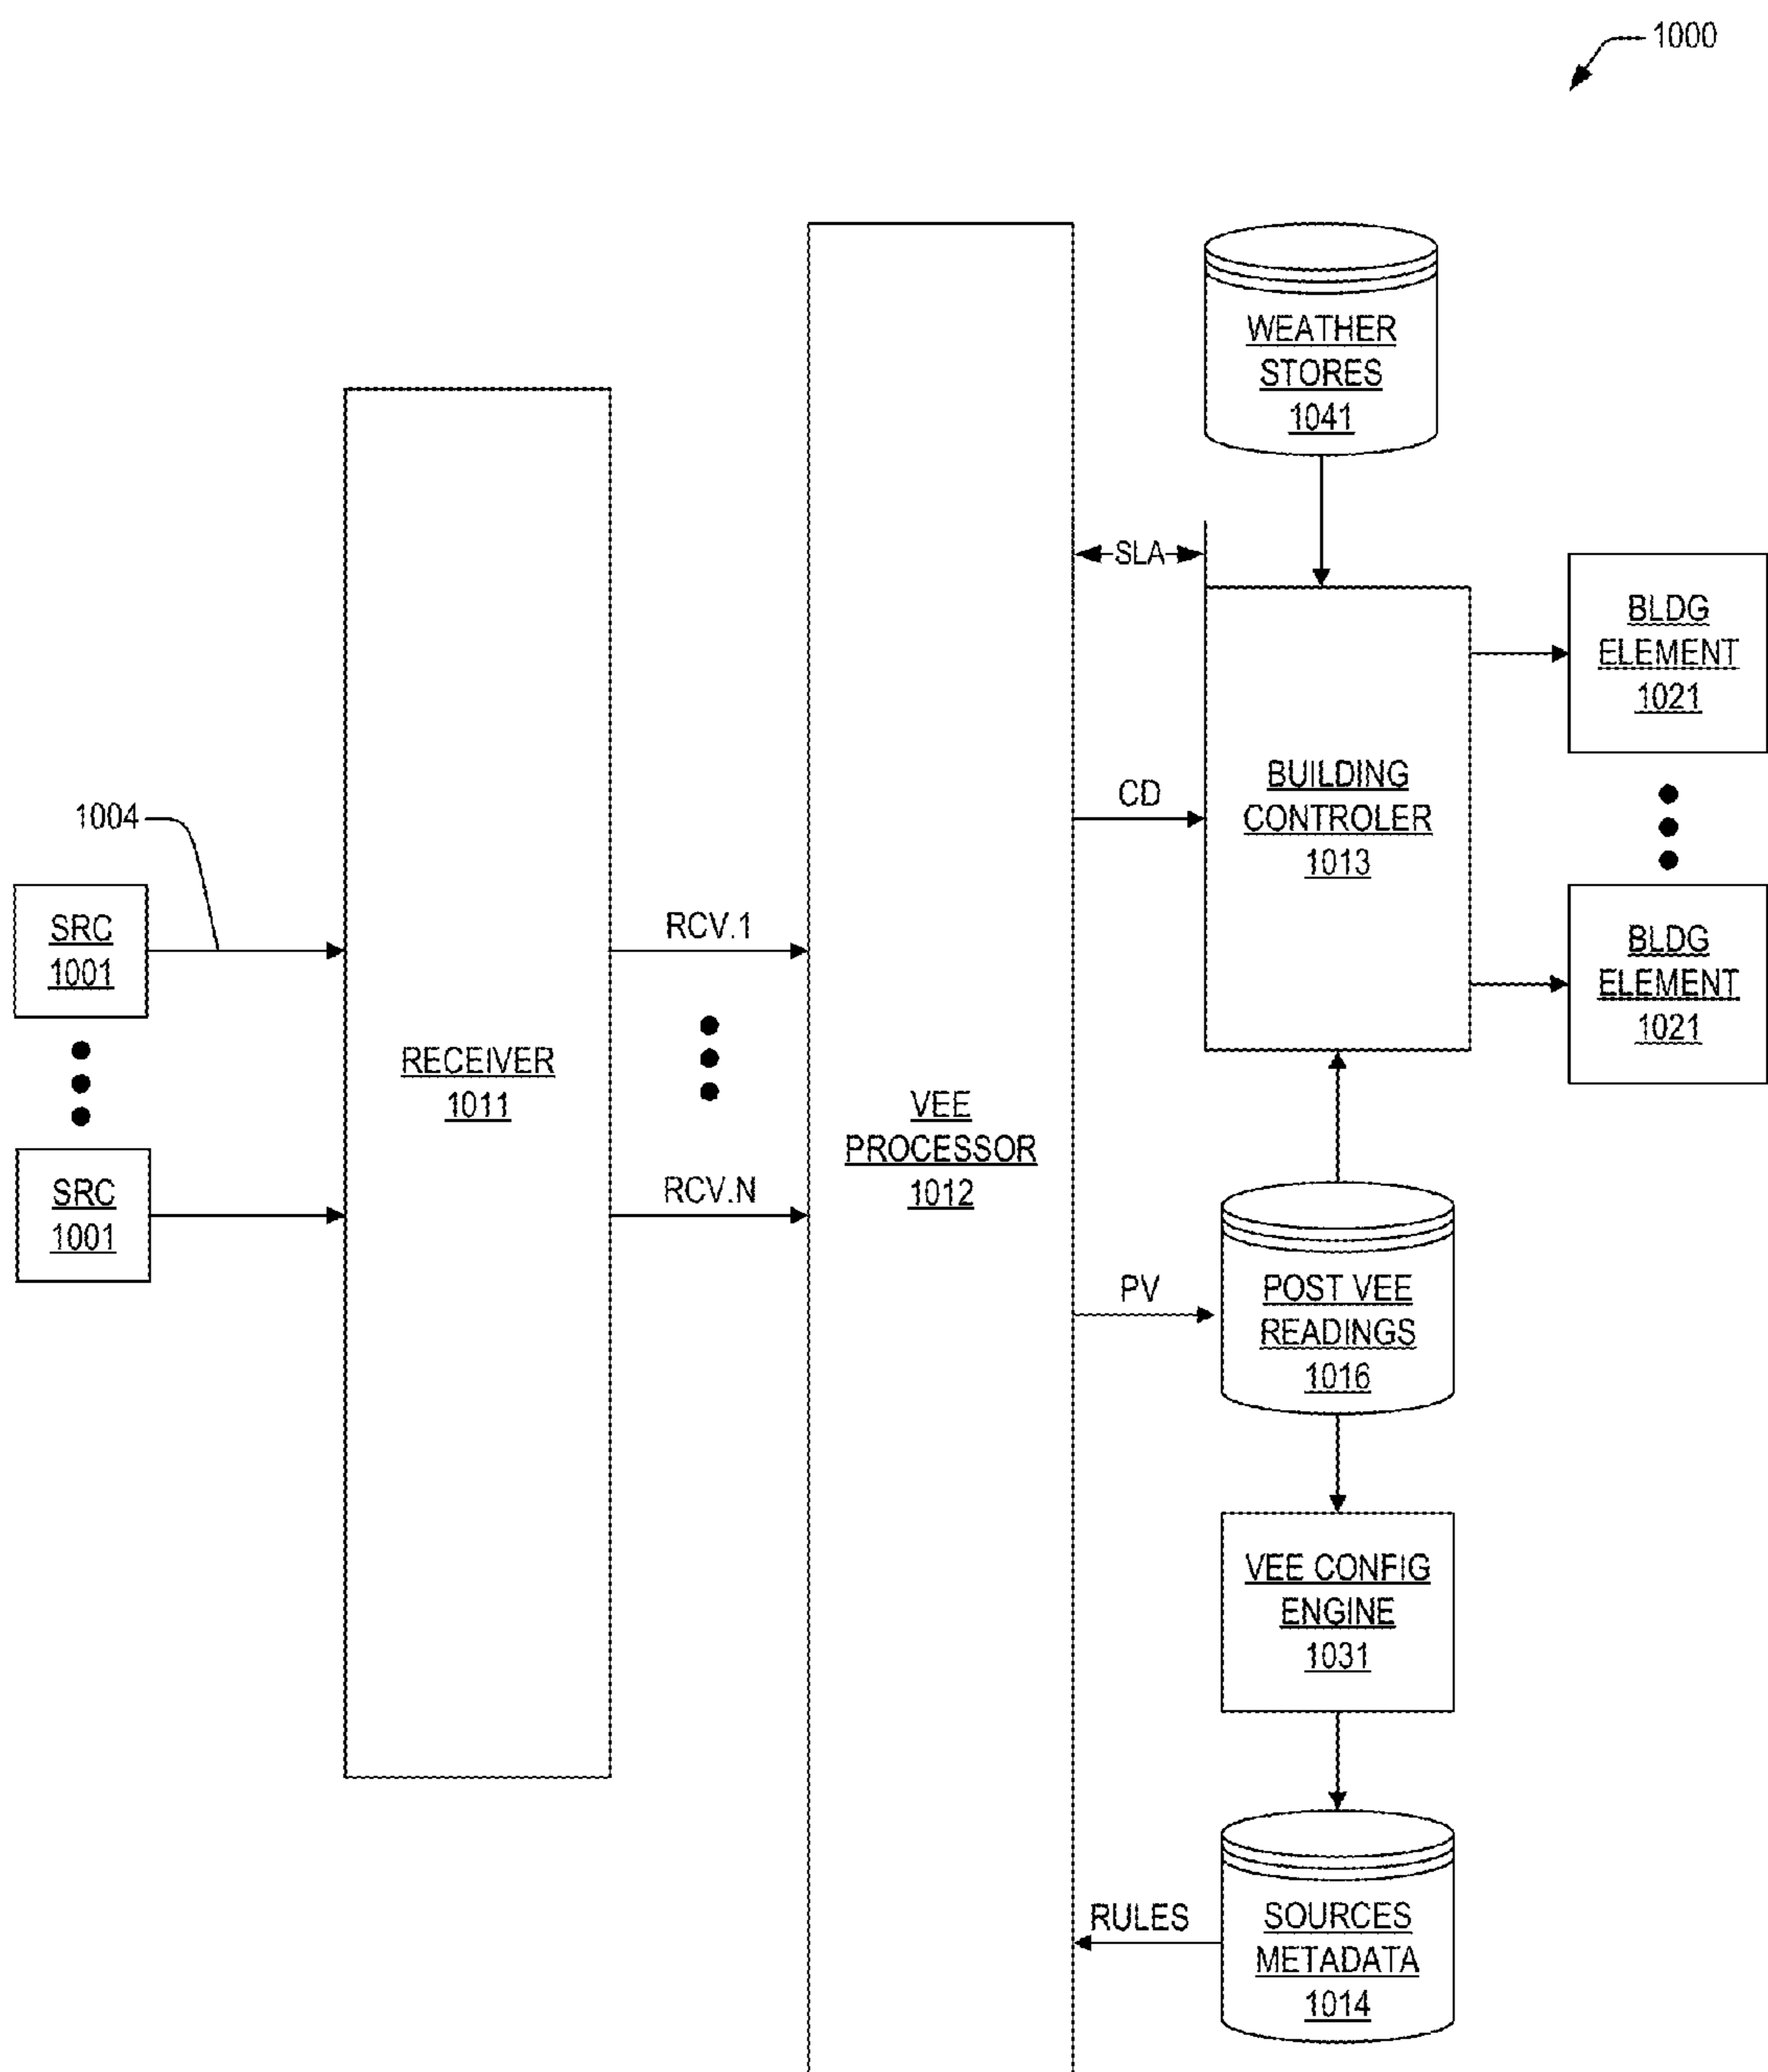 1000
WEATHER
STORES
1041
SLA
BLDG
ELEMENT
1021
BUILDING
CONTROLER
1013
CD
1004
SRC
1001
RCV.1
BLDG
ELEMENT
1021
RECEIVER
1011
VEE
PROCESSOR
1012
SRC
1001
RCV.N
PV
POST VEE
READINGS
1016
VEE CONFIG
ENGINE
1031
RULES
SOURCES
METADATA
1014